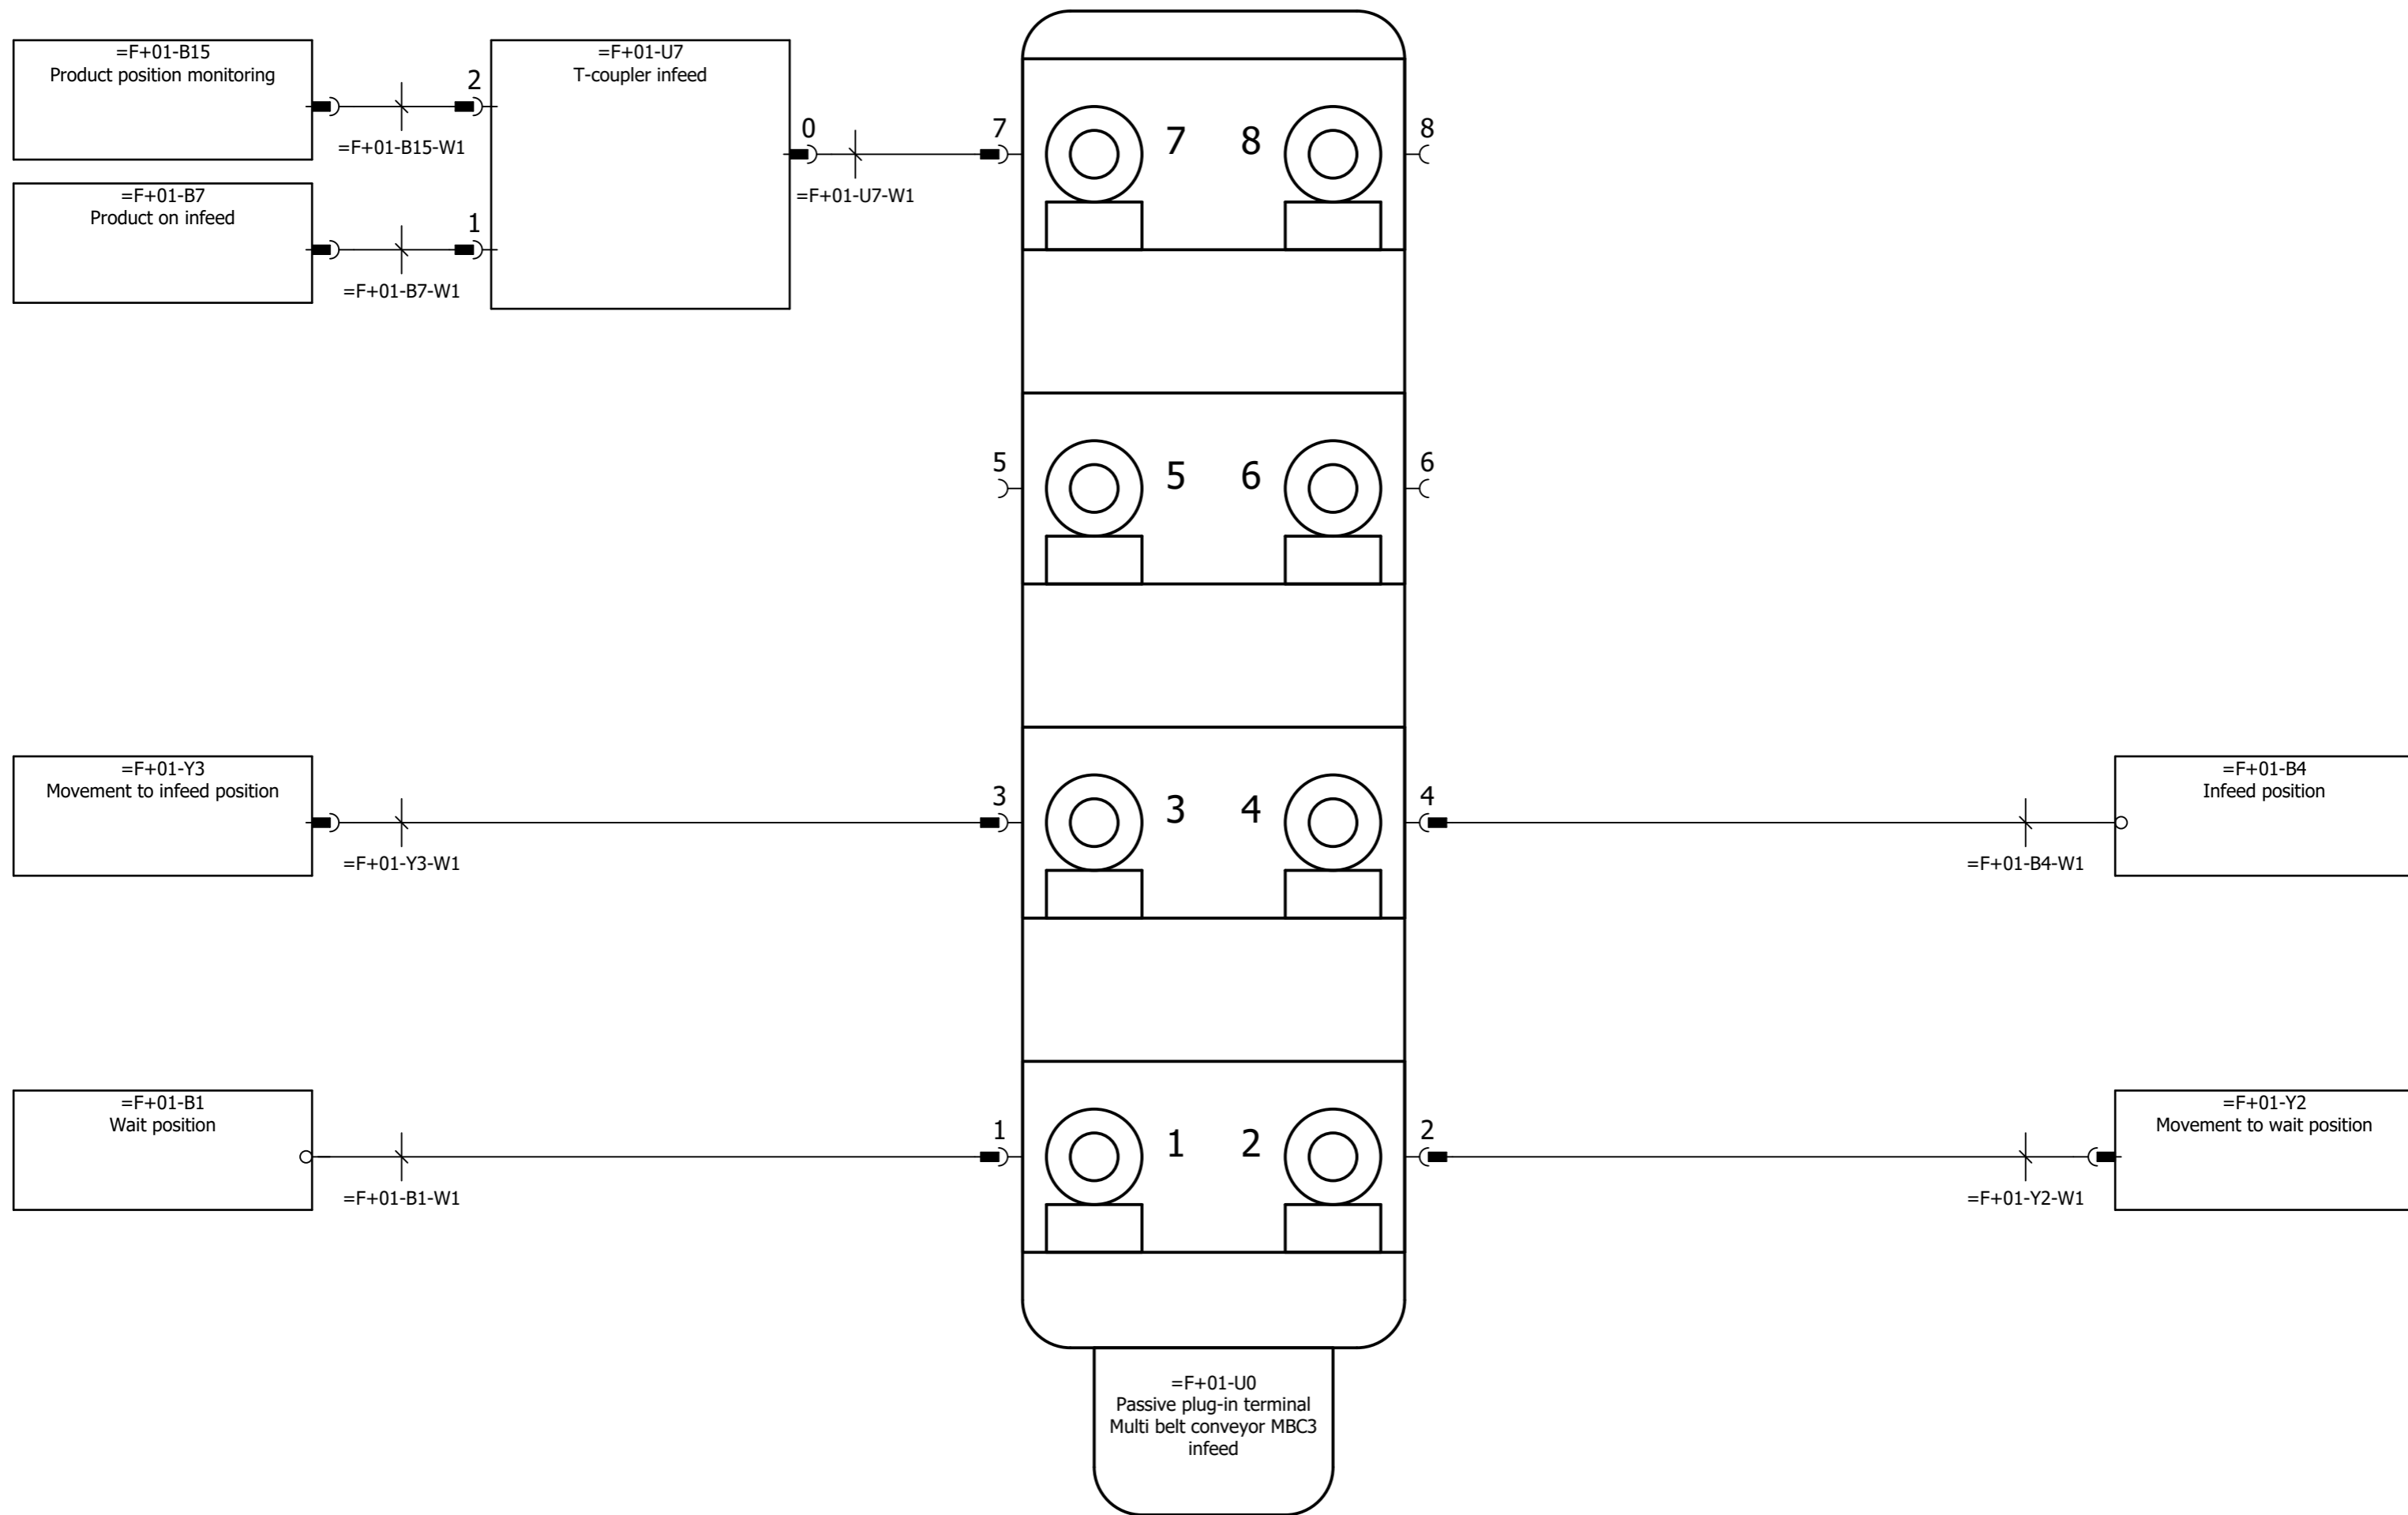 =F+01-B15
Product position monitoring
=F+01-U7
T-coupler infeed
2
=F+01-B15-W1
0
7
7
8
8
=F+01-U7-W1
=F+01-B7
Product on infeed
1
=F+01-B7-W1
5
5
6
6
=F+01-Y3
Movement to infeed position
=F+01-Y3-W1
3
3
4
4
=F+01-B4
Infeed position
=F+01-B4-W1
=F+01-B1
Wait position
=F+01-B1-W1
1
1
2
2
=F+01-Y2
Movement to wait position
=F+01-Y2-W1
=F+01-U0
Passive plug-in terminal
Multi belt conveyor MBC3
infeed